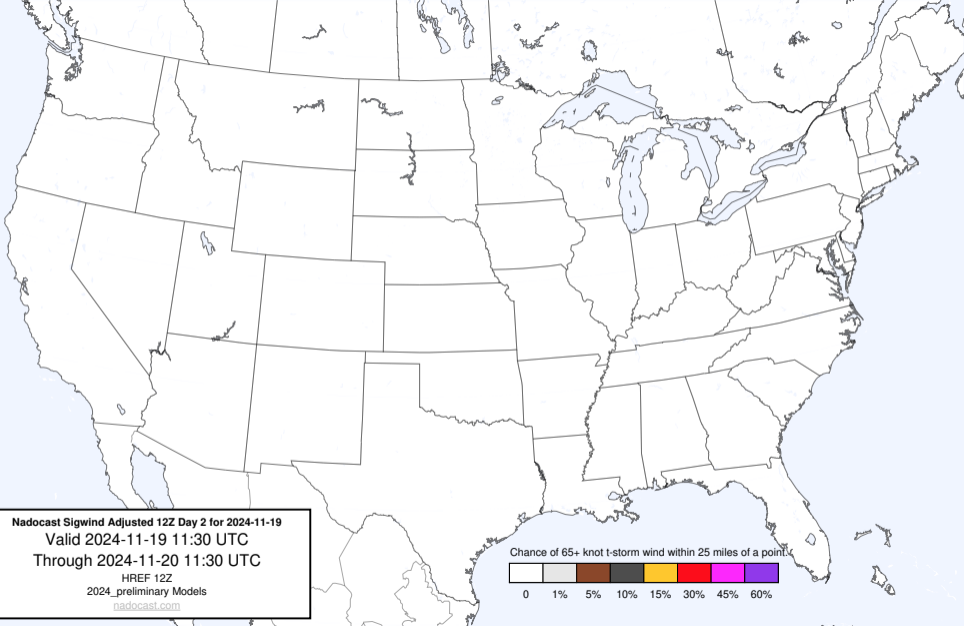 Nadocast Sigwind Adjusted 12Z Day 2 for 2024-11-19
Valid 2024-11-19 11:30 UTC
Through 2024-11-20 11:30 UTC
HREF 12Z
2024_preliminary Models
nadocast.com
Chance of 65+ knot t-storm wind within 25 miles of a point.
0 1% 5% 10% 15% 30% 45% 60%